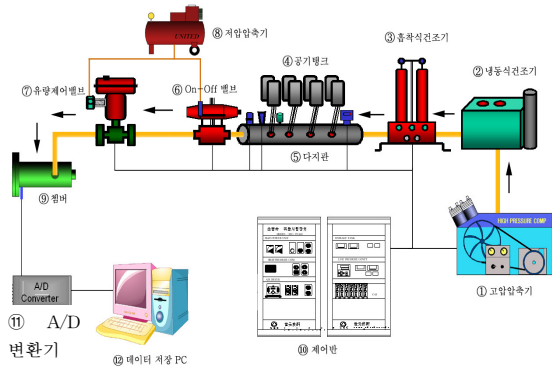 UNITED
⑧ 저압압축기
③ 흡착식건조기
④ 공기탱크
② 냉동식건조기
⑦ 유량제어밸브
⑥ On-Off 밸브
⑤ 다지관
⑨ 챔버
HIGH PRESSURE COMP
① 고압압축기
A/D
Converter
⑪ A/D
변환기
⑫ 데이터 저장 PC
⑩ 제어반